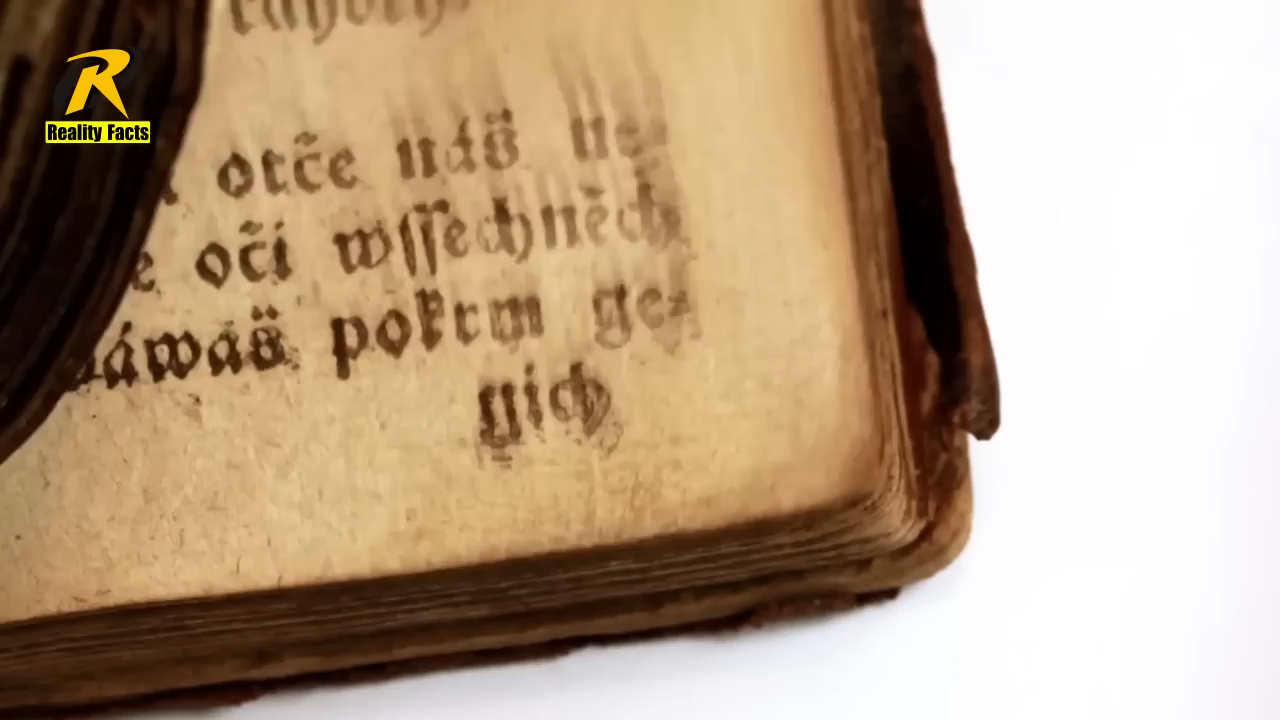 R
Reality Facts
otče náš ne⸗
oči wſſechněch
áwáš pokrm ge⸗
gich